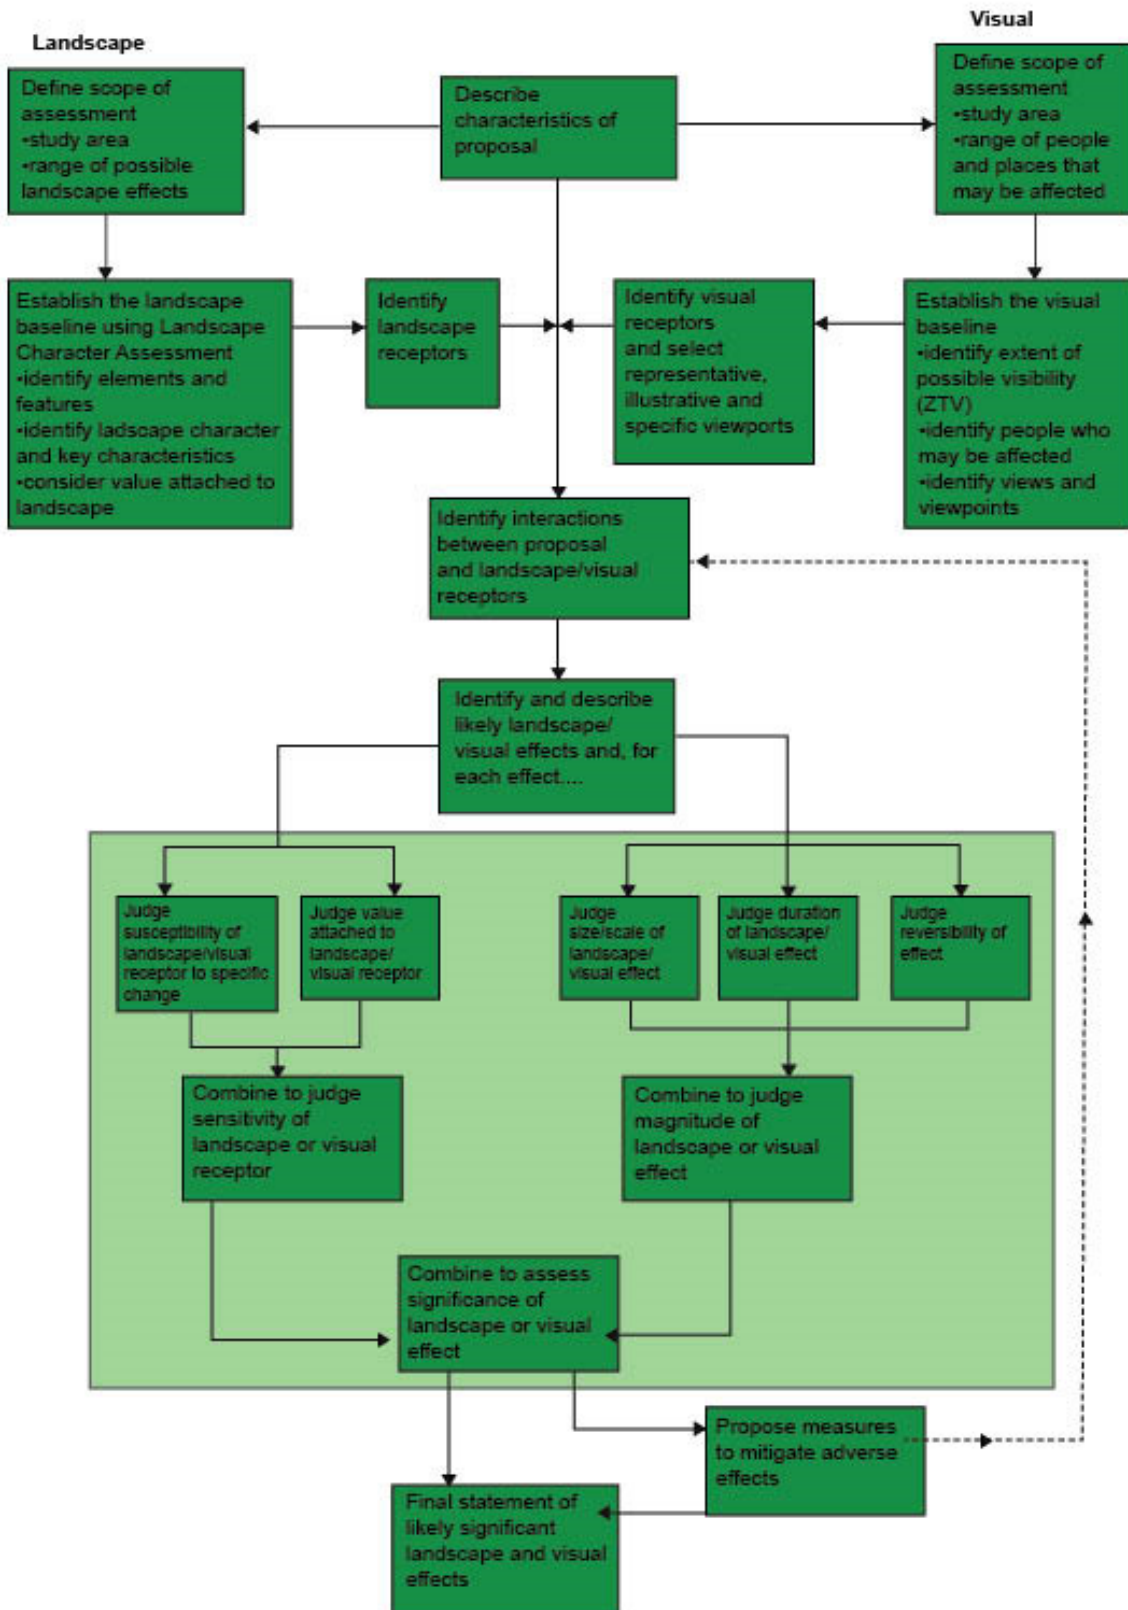 Landscape
Visual
Define scope of
assessment
•study area
•range of possible
landscape effects
Describe
characteristics of
proposal
Define scope of
assessment
•study area
•range of people
and places that
may be affected
Establish the landscape
baseline using Landscape
Character Assessment
•identify elements and
features
•identify ladscape character
and key characteristics
•consider value attached to
landscape
Identify
landscape
receptors
Identify visual
receptors
and select
representative,
illustrative and
specific viewports
Establish the visual
baseline
•identify extent of
possible visibility
(ZTV)
•identify people who
may be affected
•identify views and
viewpoints
Identify interactions
between proposal
and landscape/visual
receptors
Identify and describe
likely landscape/
visual effects and, for
each effect....
Judge
susceptibility of
landscape/visual
receptor to specific
change
Judge value
attached to
landscape/
visual receptor
Judge
size/scale of
landscape/
visual effect
Judge duration
of landscape/
visual effect
Judge
reversibility of
effect
Combine to judge
sensitivity of
landscape or visual
receptor
Combine to judge
magnitude of
landscape or visual
effect
Combine to assess
significance of
landscape or visual
effect
Propose measures
to mitigate adverse
effects
Final statement of
likely significant
landscape and visual
effects